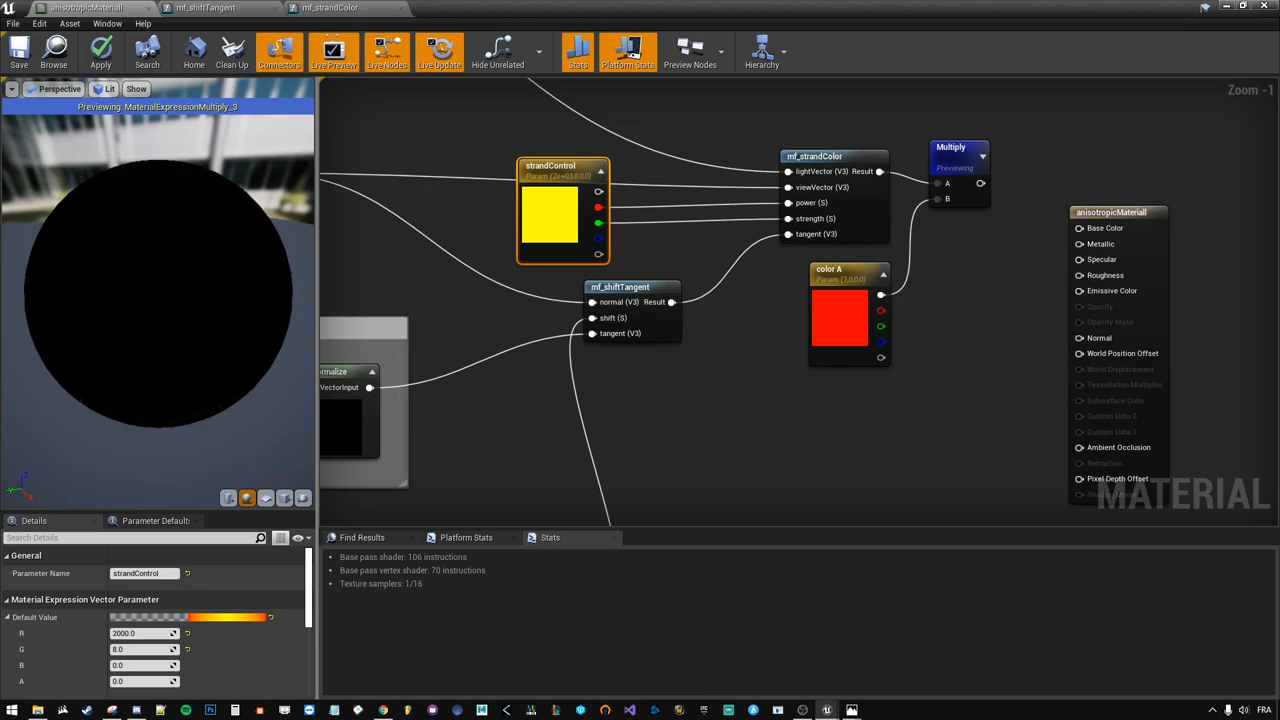 anisotropicMateriall
mf_shiftTangent
mf_strandColor
File Edit Asset Window Help
Save
Browse
Apply
Search
Home
Clean Up
Connectors
Live Preview
Live Nodes
Live Update
Hide Unrelated
Stats
Platform Stats
Preview Nodes
Hierarchy
Perspective
Lit
Show
Previewing: MaterialExpressionMultiply_3
Zoom -1
strandControl
Param (2e+03,8,0,0)
mf_strandColor
lightVector (V3) Result
viewVector (V3)
power (S)
strength (S)
tangent (V3)
Multiply
Previewing
A
B
color A
Param (1,0,0,0)
mf_shiftTangent
normal (V3) Result
shift (S)
tangent (V3)
ormalize
VectorInput
anisotropicMateriall
Base Color
Metallic
Specular
Roughness
Emissive Color
Opacity
Opacity Mask
Normal
World Position Offset
World Displacement
Tessellation Multiplier
Subsurface Color
Custom Data 0
Custom Data 1
Ambient Occlusion
Refraction
Pixel Depth Offset
MATERIAL
Details
Parameter Defaults
Search Details
General
Parameter Name strandControl
Material Expression Vector Parameter
Default Value
R 2000.0
G 8.0
B 0.0
A 0.0
Find Results
Platform Stats
Stats
Base pass shader: 106 instructions
Base pass vertex shader: 70 instructions
Texture samplers: 1/16
FRA